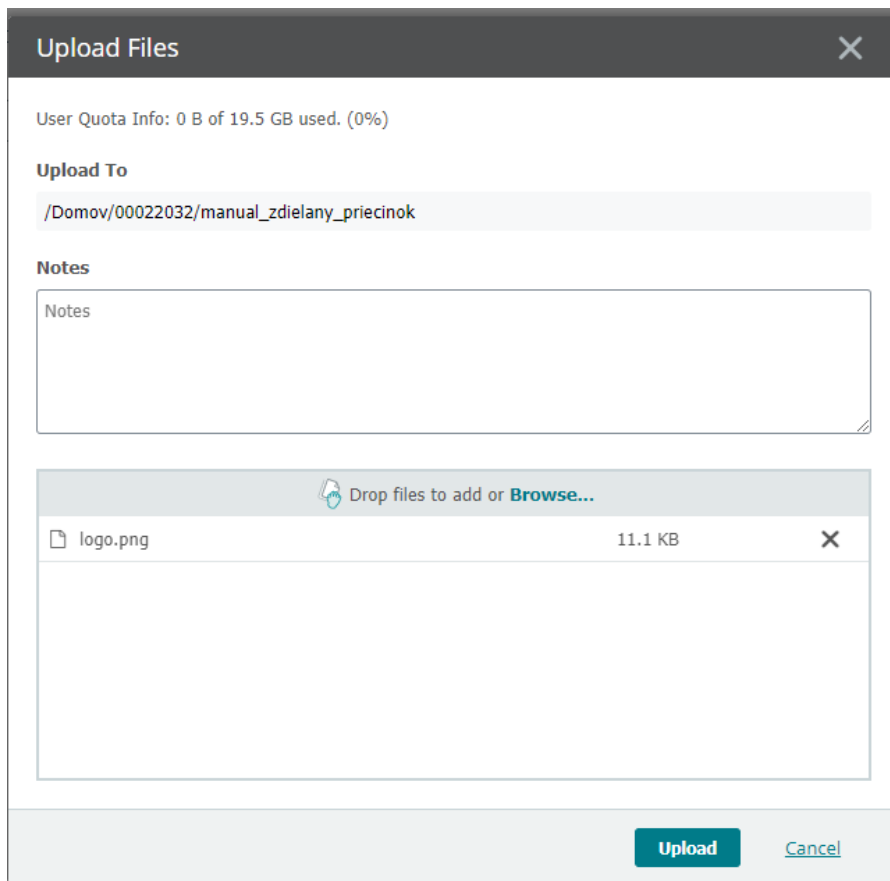 Upload Files
User Quota Info: 0 B of 19.5 GB used. (0%)
Upload To
/Domov/00022032/manual_zdielany_priecinok
Notes
Notes
Drop files to add or Browse...
logo.png 11.1 KB
Upload Cancel